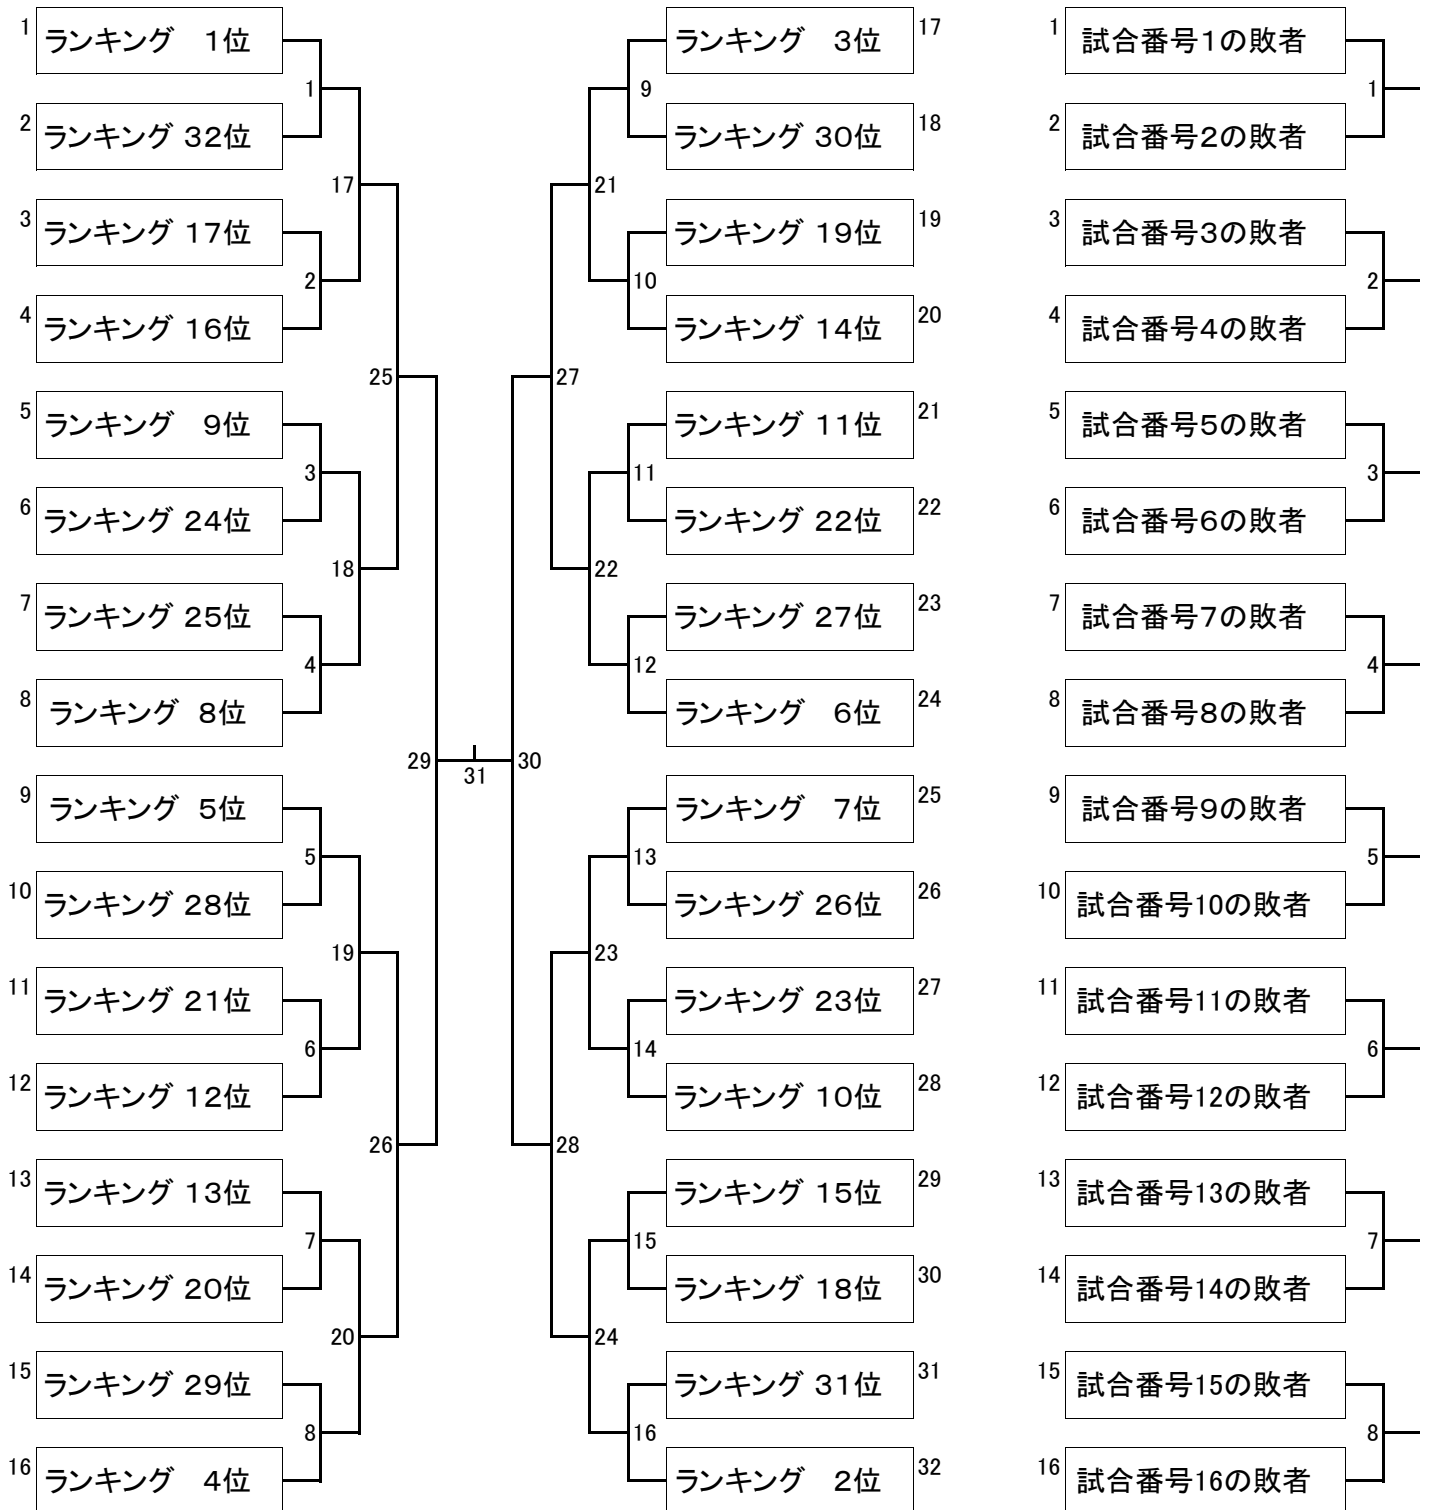 1 ランキング　1位
2 ランキング 32位
3 ランキング 17位
4 ランキング 16位
5 ランキング　9位
6 ランキング 24位
7 ランキング 25位
8 ランキング　8位
9 ランキング　5位
10 ランキング 28位
11 ランキング 21位
12 ランキング 12位
13 ランキング 13位
14 ランキング 20位
15 ランキング 29位
16 ランキング　4位
1
2
3
4
5
6
7
8
17
18
19
20
25
26
29
31
30
27
28
21
22
23
24
9
10
11
12
13
14
15
16
ランキング　3位 17
ランキング 30位 18
ランキング 19位 19
ランキング 14位 20
ランキング 11位 21
ランキング 22位 22
ランキング 27位 23
ランキング　6位 24
ランキング　7位 25
ランキング 26位 26
ランキング 23位 27
ランキング 10位 28
ランキング 15位 29
ランキング 18位 30
ランキング 31位 31
ランキング　2位 32
1 試合番号1の敗者
2 試合番号2の敗者
3 試合番号3の敗者
4 試合番号4の敗者
5 試合番号5の敗者
6 試合番号6の敗者
7 試合番号7の敗者
8 試合番号8の敗者
9 試合番号9の敗者
10 試合番号10の敗者
11 試合番号11の敗者
12 試合番号12の敗者
13 試合番号13の敗者
14 試合番号14の敗者
15 試合番号15の敗者
16 試合番号16の敗者
1
2
3
4
5
6
7
8